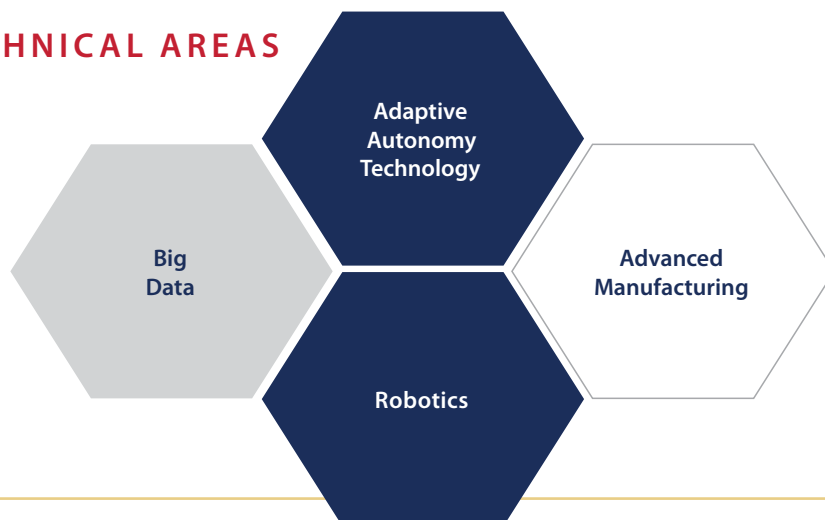 HNICAL AREAS
Adaptive
Autonomy
Technology
Big
Data
Advanced
Manufacturing
Robotics